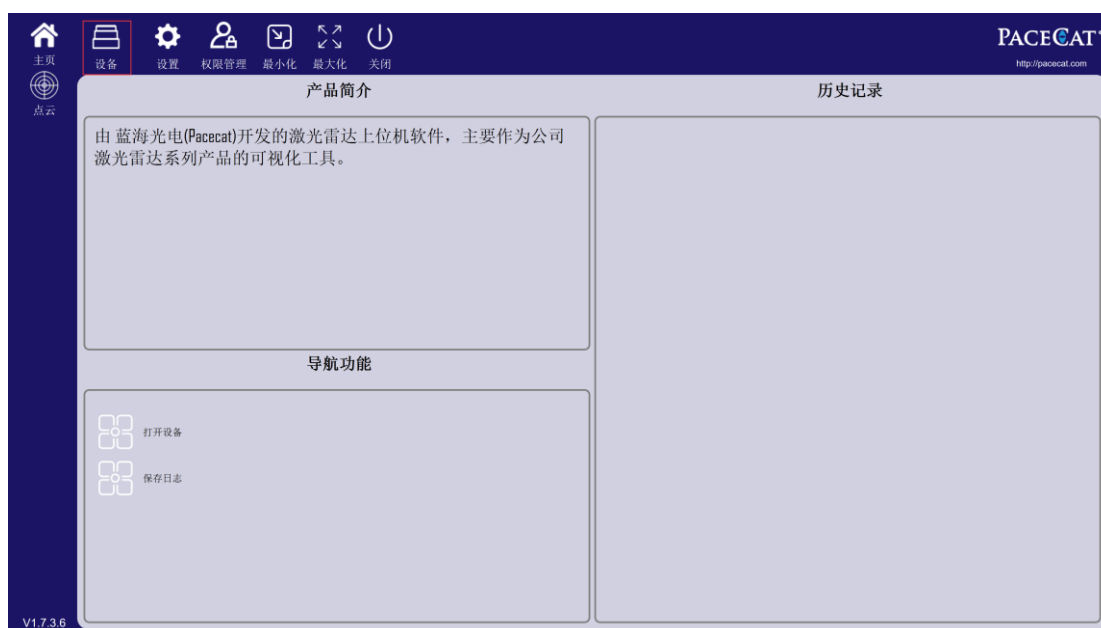 主页
设备
设置
权限管理
最小化
最大化
关闭
PACECAT
http://pacecat.com
点云
产品简介
由 蓝海光电(Pacecat)开发的激光雷达上位机软件，主要作为公司
激光雷达系列产品的可视化工具。
导航功能
打开设备
保存日志
历史记录
V1.7.3.6